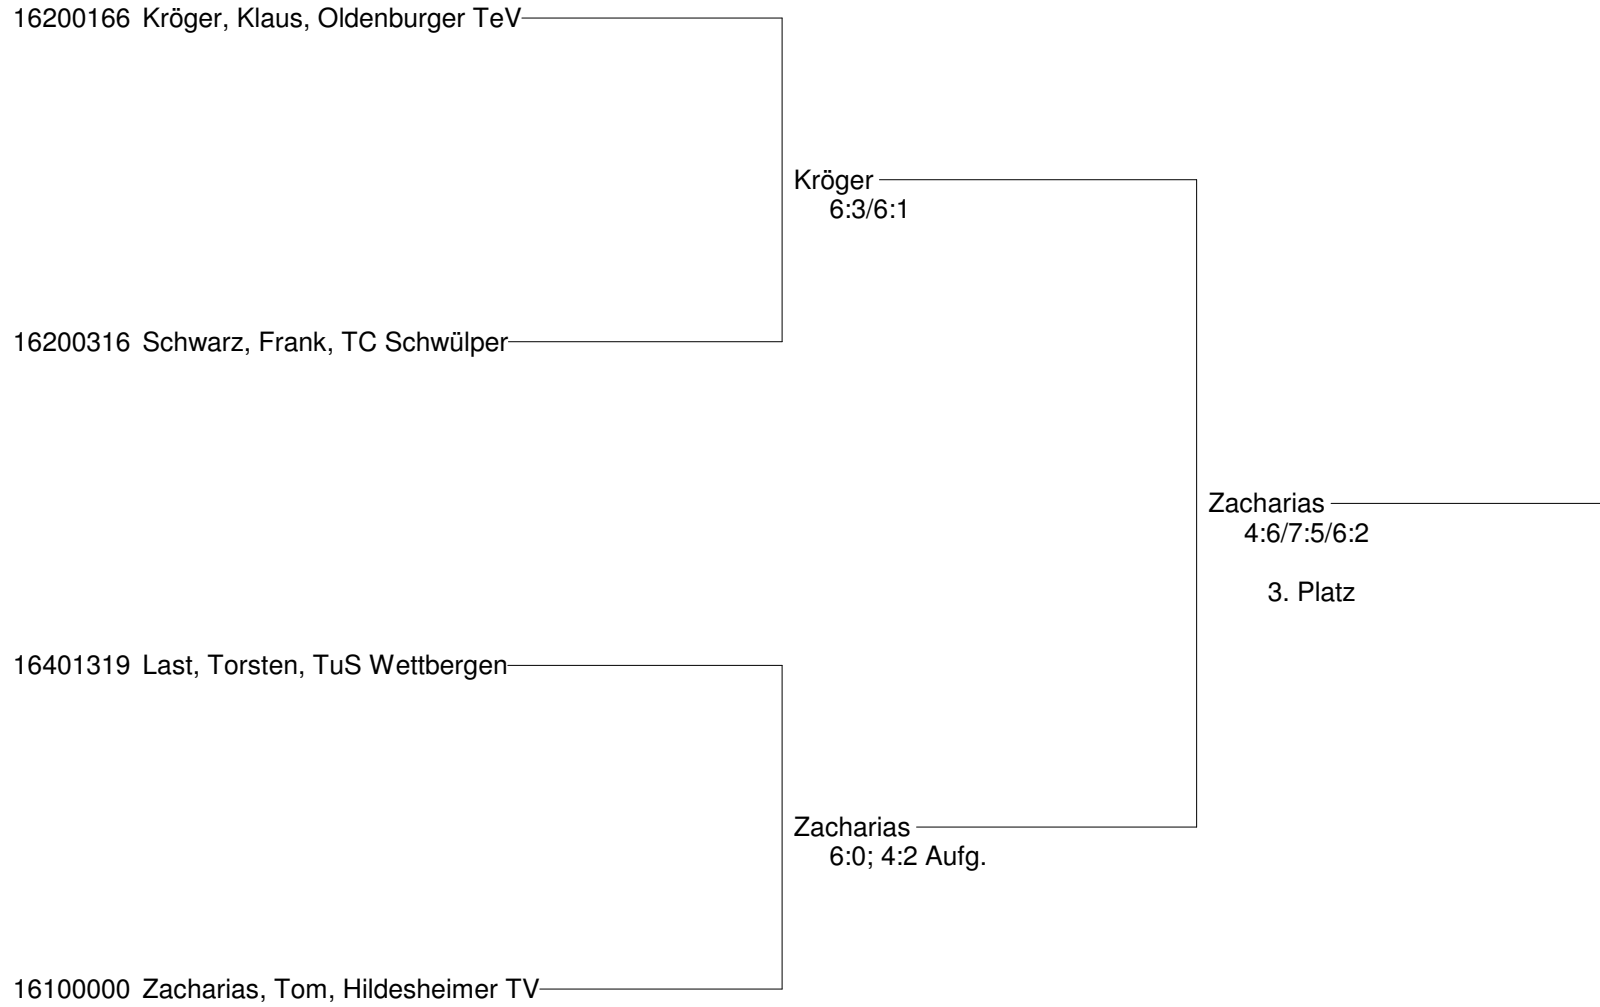 16200166 Kröger, Klaus, Oldenburger TeV
Kröger
6:3/6:1
16200316 Schwarz, Frank, TC Schwülper
Zacharias
4:6/7:5/6:2
3. Platz
16401319 Last, Torsten, TuS Wettbergen
Zacharias
6:0; 4:2 Aufg.
16100000 Zacharias, Tom, Hildesheimer TV